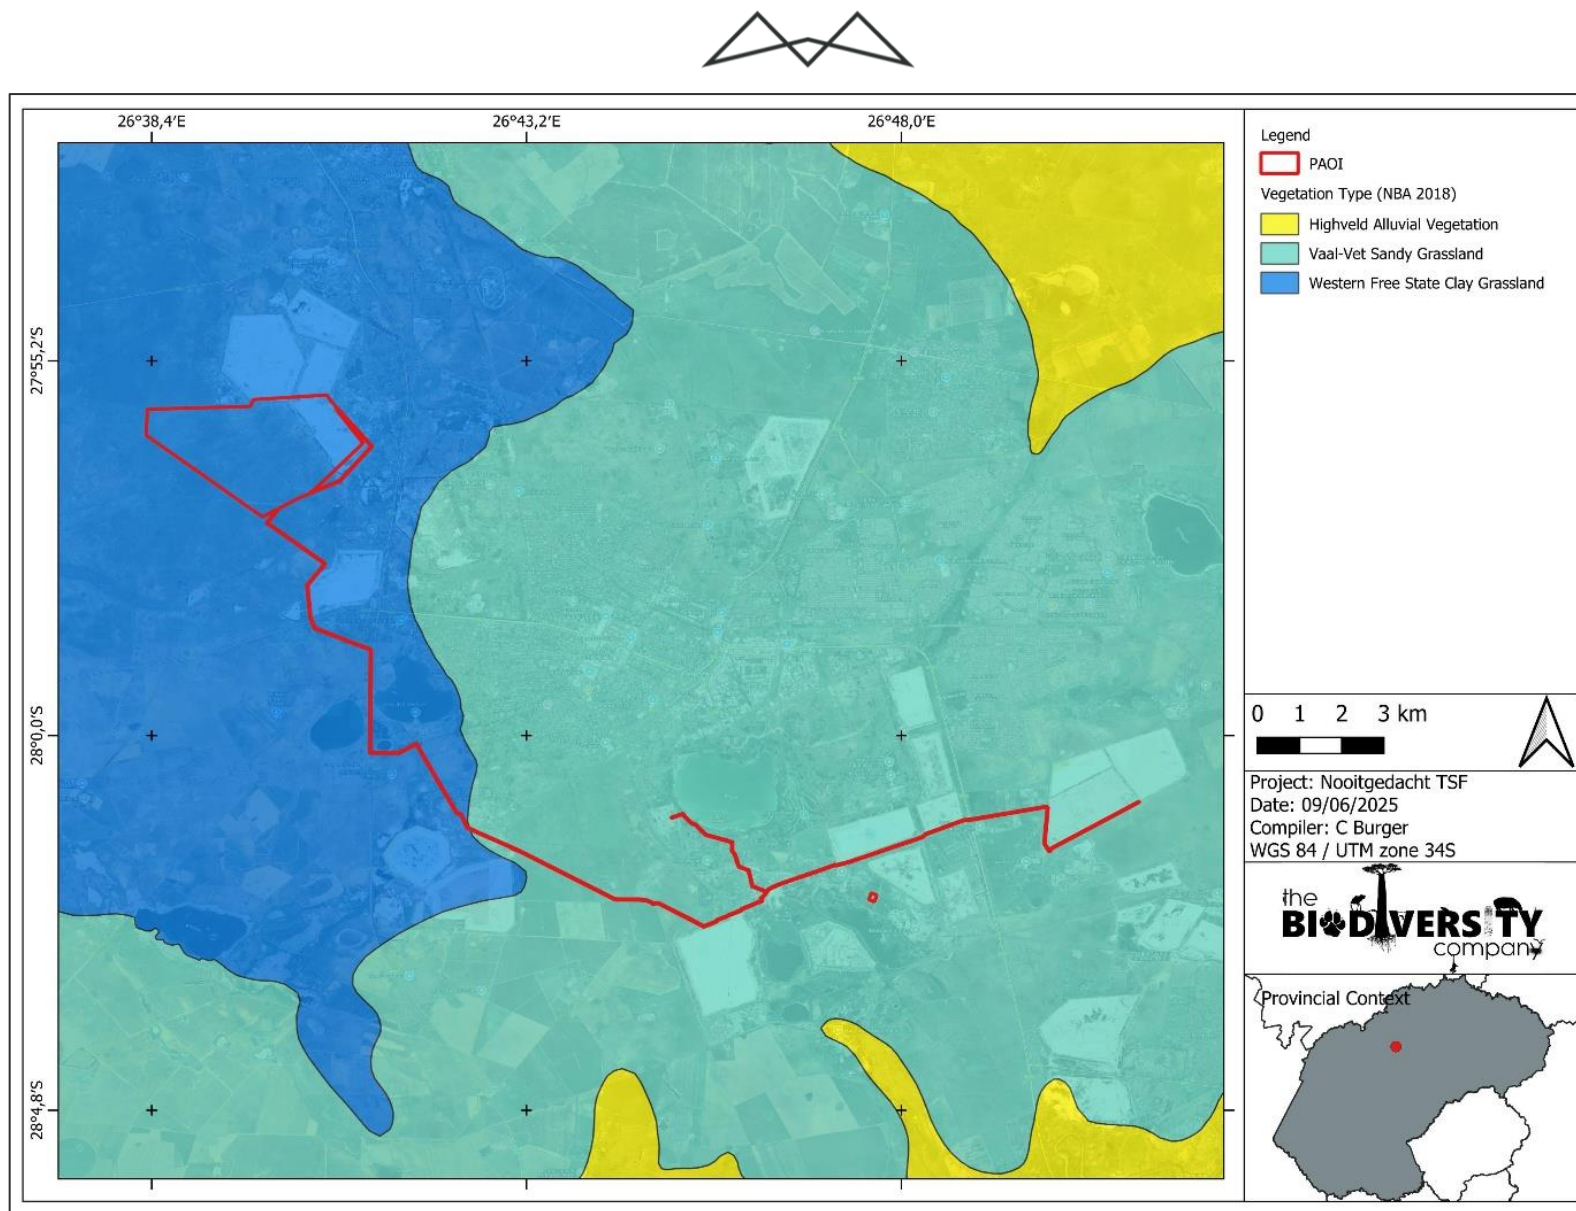 26°38,4'E 26°43,2'E 26°48,0'E
27°55,2'S
28°0,0'S
28°4,8'S
Legend
PAOI
Vegetation Type (NBA 2018)
Highveld Alluvial Vegetation
Vaal-Vet Sandy Grassland
Western Free State Clay Grassland
0 1 2 3 km
Project: Nooitgedacht TSF
Date: 09/06/2025
Compiler: C Burger
WGS 84 / UTM zone 34S
the
BIODIVERSITY
company
Provincial Context